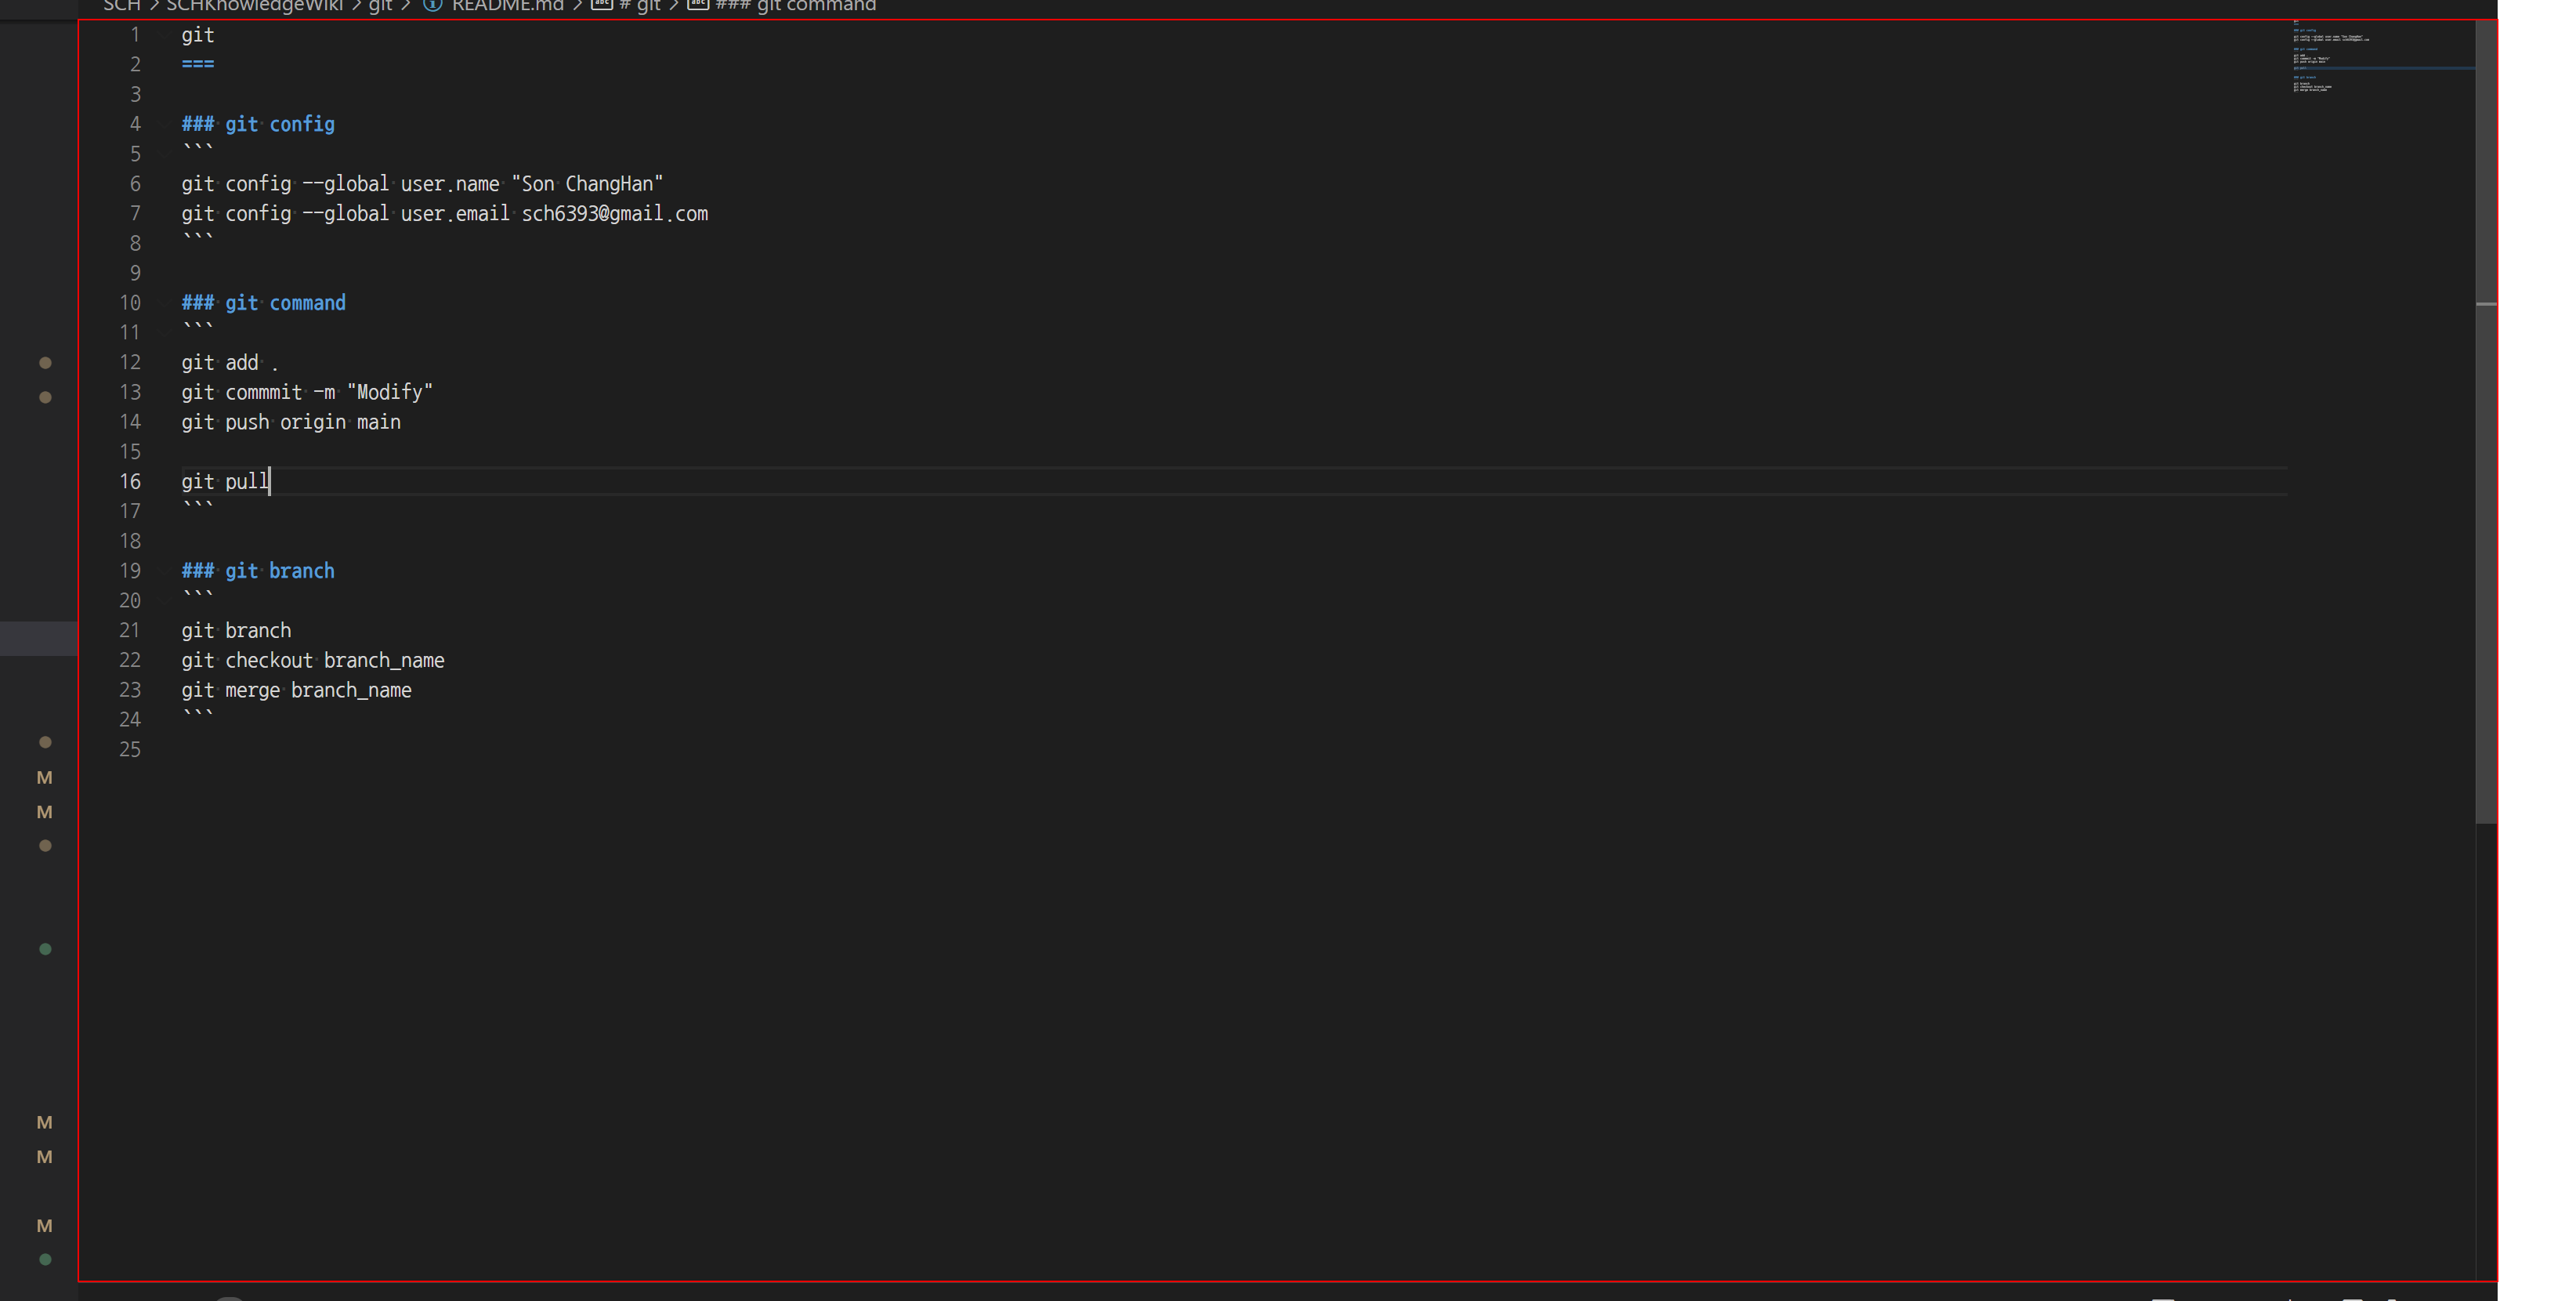 SCH > SCHKnowledgeWiki > git > README.md > # git > ### git command
1 git
2 ===
3
4 ### git config
5 ```
6 git config --global user.name "Son ChangHan"
7 git config --global user.email sch6393@gmail.com
8 ```
9
10 ### git command
11 ```
12 git add .
13 git commmit -m "Modify"
14 git push origin main
15
16 git pull
17 ```
18
19 ### git branch
20 ```
21 git branch
22 git checkout branch_name
23 git merge branch_name
24 ```
25
M
M
M
M
M